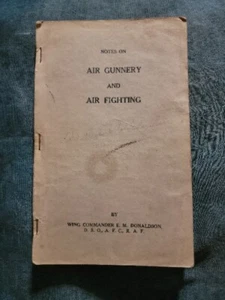 NOTES ON
AIR GUNNERY
AND
AIR FIGHTING
BY
WING COMMANDER E. M. DONALDSON,
D. S. O., A. F. C., R. A. F.